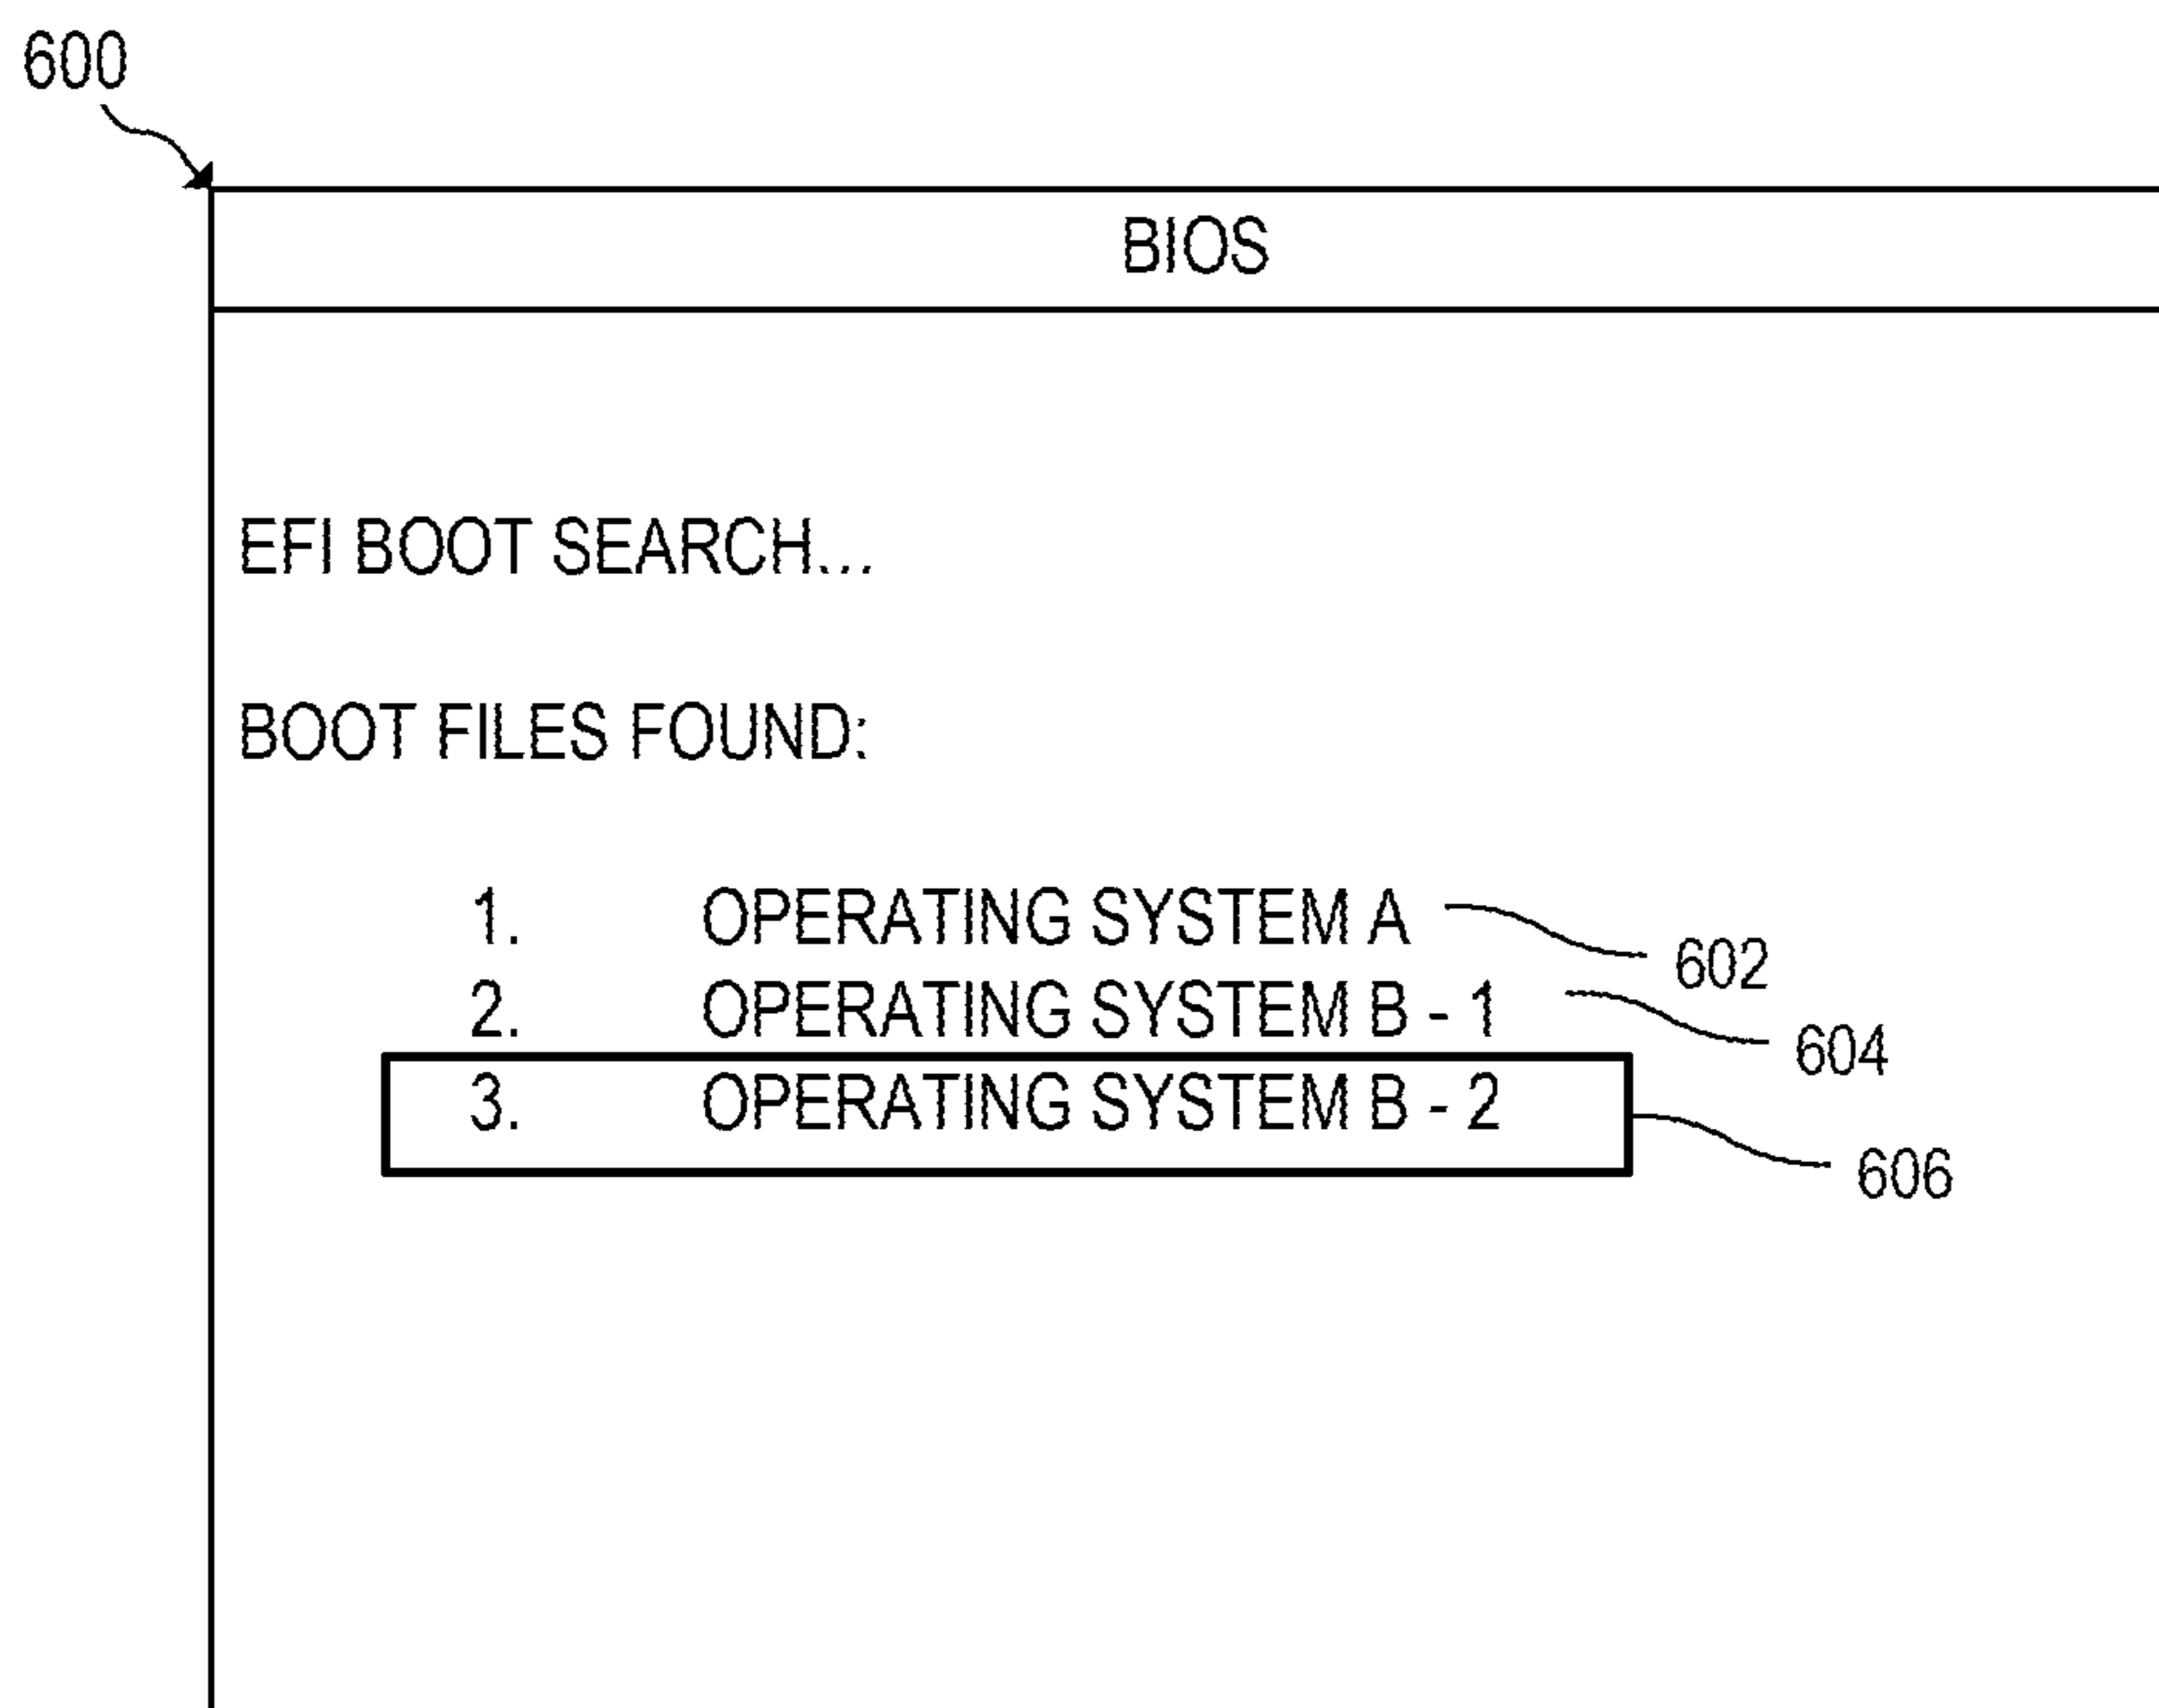 600
BIOS
EFI BOOT SEARCH...
BOOT FILES FOUND:
1. OPERATING SYSTEM A 602
2. OPERATING SYSTEM B - 1 604
3. OPERATING SYSTEM B - 2 606